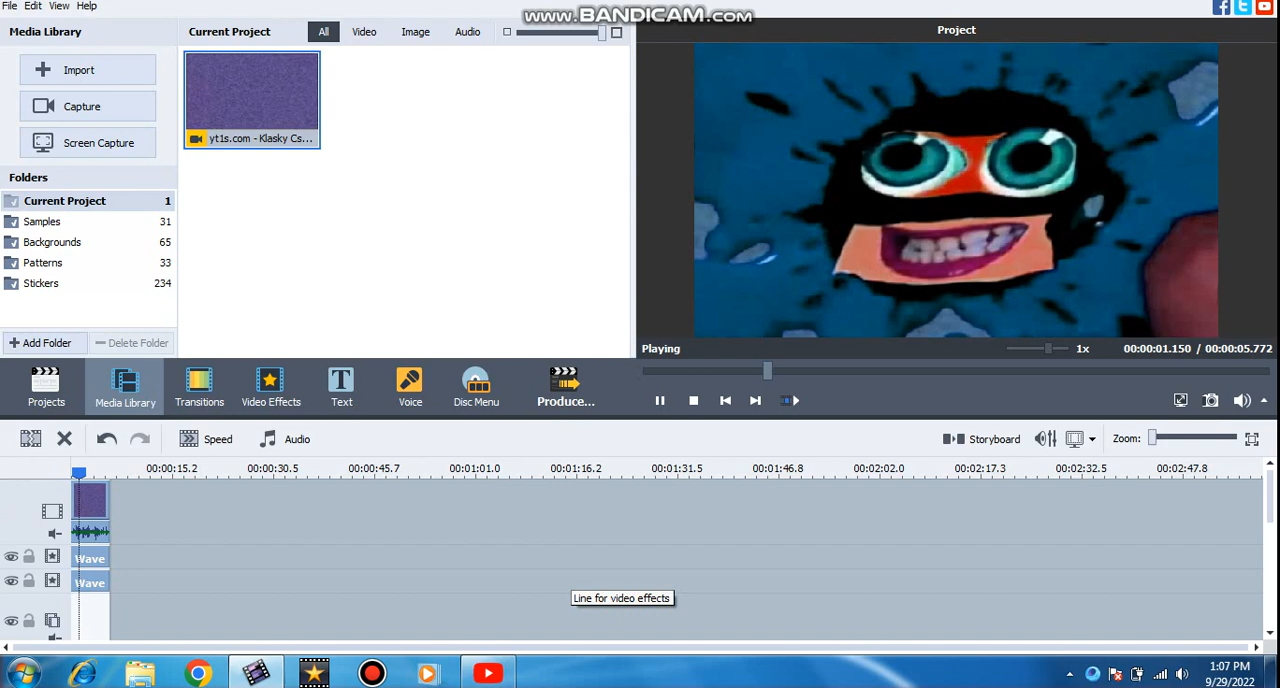 File Edit View Help
www.BANDICAM.com
Media Library
Current Project
All Video Image Audio
Project
Import
Capture
Screen Capture
yt1s.com - Klasky Cs...
Folders
Current Project 1
Samples 31
Backgrounds 65
Patterns 33
Stickers 234
Add Folder
Delete Folder
Playing
1x
00:00:01.150 / 00:00:05.772
Projects
Media Library
Transitions
Video Effects
Text
Voice
Disc Menu
Produce...
Speed
Audio
Storyboard
Zoom:
00:00:15.2 00:00:30.5 00:00:45.7 00:01:01.0 00:01:16.2 00:01:31.5 00:01:46.8 00:02:02.0 00:02:17.3 00:02:32.5 00:02:47.8
Wave
Wave
Line for video effects
1:07 PM
9/29/2022